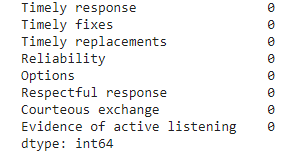 Timely response 0
Timely fixes 0
Timely replacements 0
Reliability 0
Options 0
Respectful response 0
Courteous exchange 0
Evidence of active listening 0
dtype: int64